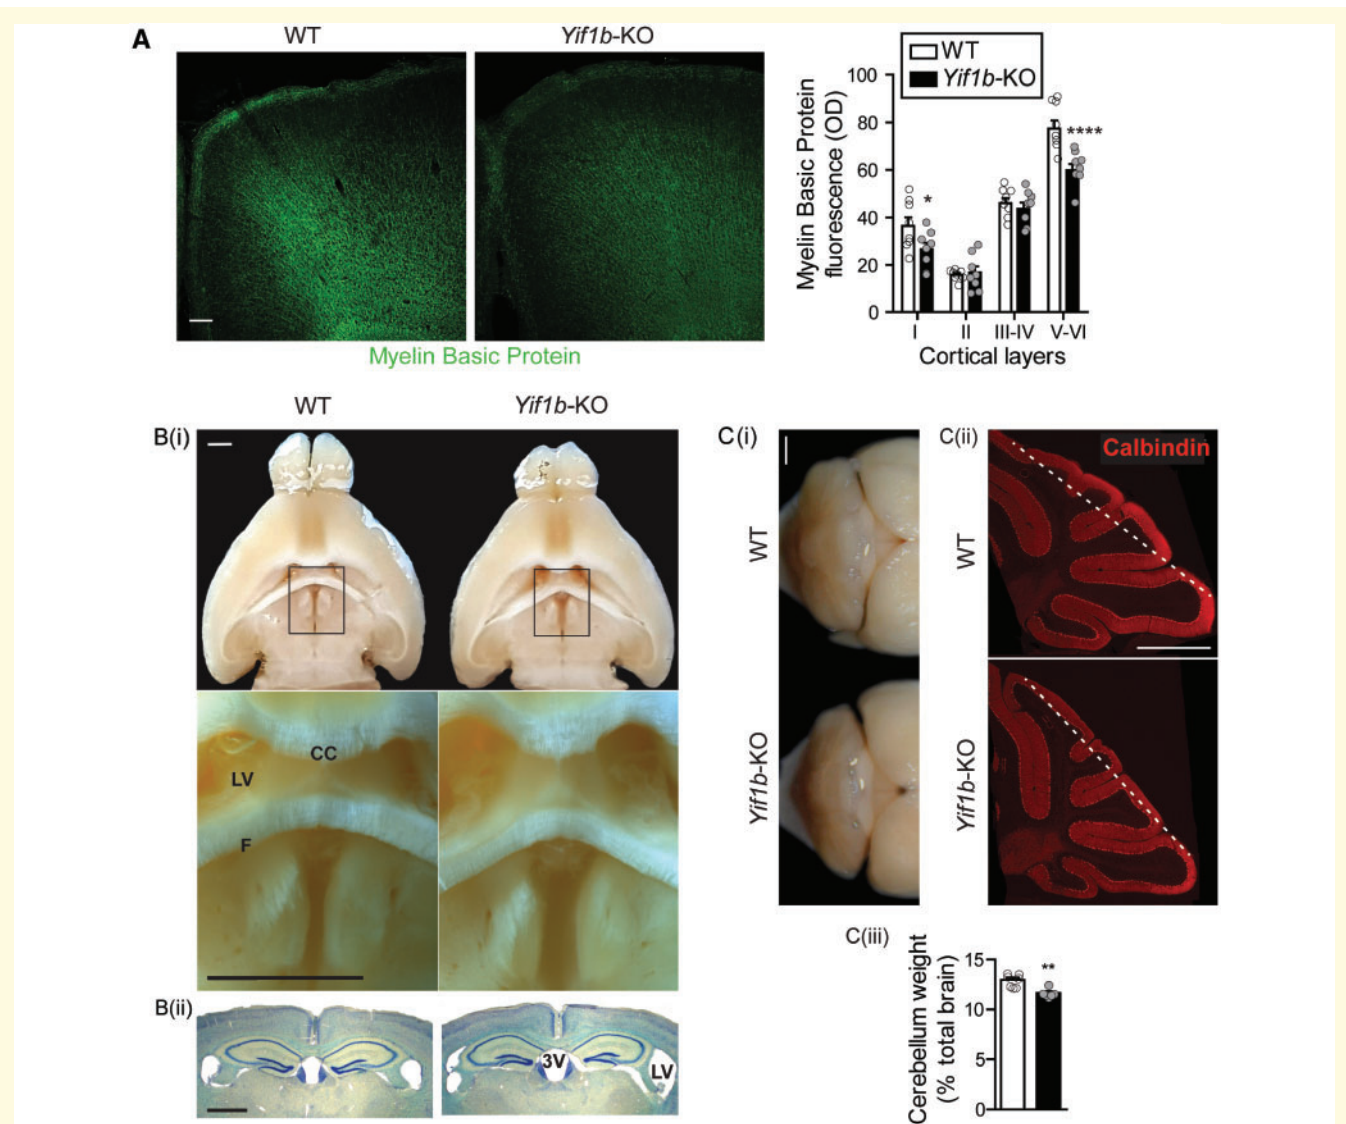 A
WT
Yif1b-KO
Myelin Basic Protein
WT
Yif1b-KO
Myelin Basic Protein
fluorescence (OD)
100
80
60
40
20
0
*
****
I II III-IV V-VI
Cortical layers
WT
Yif1b-KO
B(i)
CC
LV
F
B(ii)
3V
LV
C(i)
WT
Yif1b-KO
C(ii)
Calbindin
WT
Yif1b-KO
C(iii)
Cerebellum weight
(% total brain)
15
10
5
0
**